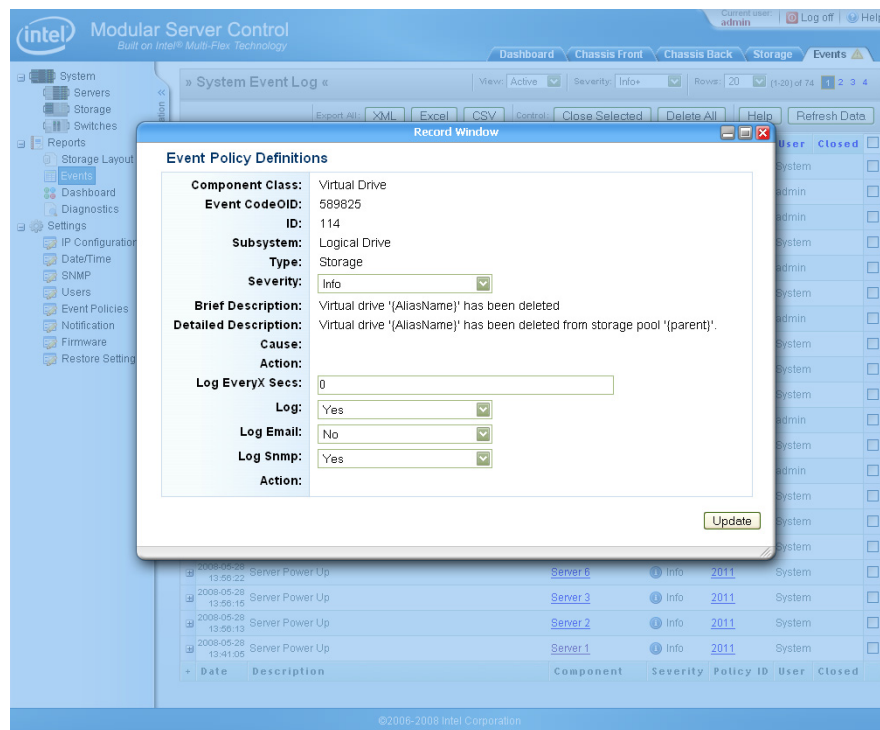 intel
Modular Server Control
Built on Intel® Multi-Flex Technology
Current user:
admin
Log off
Help
Dashboard
Chassis Front
Chassis Back
Storage
Events
System
Servers
Storage
Switches
Reports
Storage Layout
Events
Dashboard
Diagnostics
Settings
IP Configuration
Date/Time
SNMP
Users
Event Policies
Notification
Firmware
Restore Setting
» System Event Log «
View: Active Severity: Info+ Rows: 20 (1-20) of 74 1 2 3 4
Export All: XML Excel CSV Control: Close Selected Delete All Help Refresh Data
User Closed
System
admin
admin
System
admin
System
admin
System
System
System
admin
System
admin
System
System
System
Record Window
Event Policy Definitions
Component Class: Virtual Drive
Event CodeOID: 589825
ID: 114
Subsystem: Logical Drive
Type: Storage
Severity: Info
Brief Description: Virtual drive '{AliasName}' has been deleted
Detailed Description: Virtual drive '{AliasName}' has been deleted from storage pool '{parent}'.
Cause:
Action:
Log EveryX Secs: 0
Log: Yes
Log Email: No
Log Snmp: Yes
Action:
Update
2008-05-28 13:56:22 Server Power Up Server 6 Info 2011 System
2008-05-28 13:56:15 Server Power Up Server 3 Info 2011 System
2008-05-28 13:56:13 Server Power Up Server 2 Info 2011 System
2008-05-28 13:41:05 Server Power Up Server 1 Info 2011 System
+ Date Description Component Severity Policy ID User Closed
©2006-2008 Intel Corporation